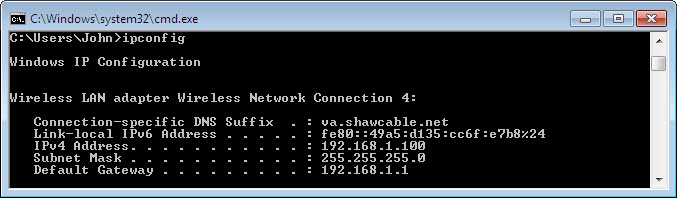 C:\Windows\system32\cmd.exe
C:\Users\John>ipconfig
Windows IP Configuration
Wireless LAN adapter Wireless Network Connection 4:
Connection-specific DNS Suffix  . : va.shawcable.net
Link-local IPv6 Address . . . . . : fe80::49a5:d135:cc6f:e7b8%24
IPv4 Address. . . . . . . . . . . : 192.168.1.100
Subnet Mask . . . . . . . . . . . : 255.255.255.0
Default Gateway . . . . . . . . . : 192.168.1.1